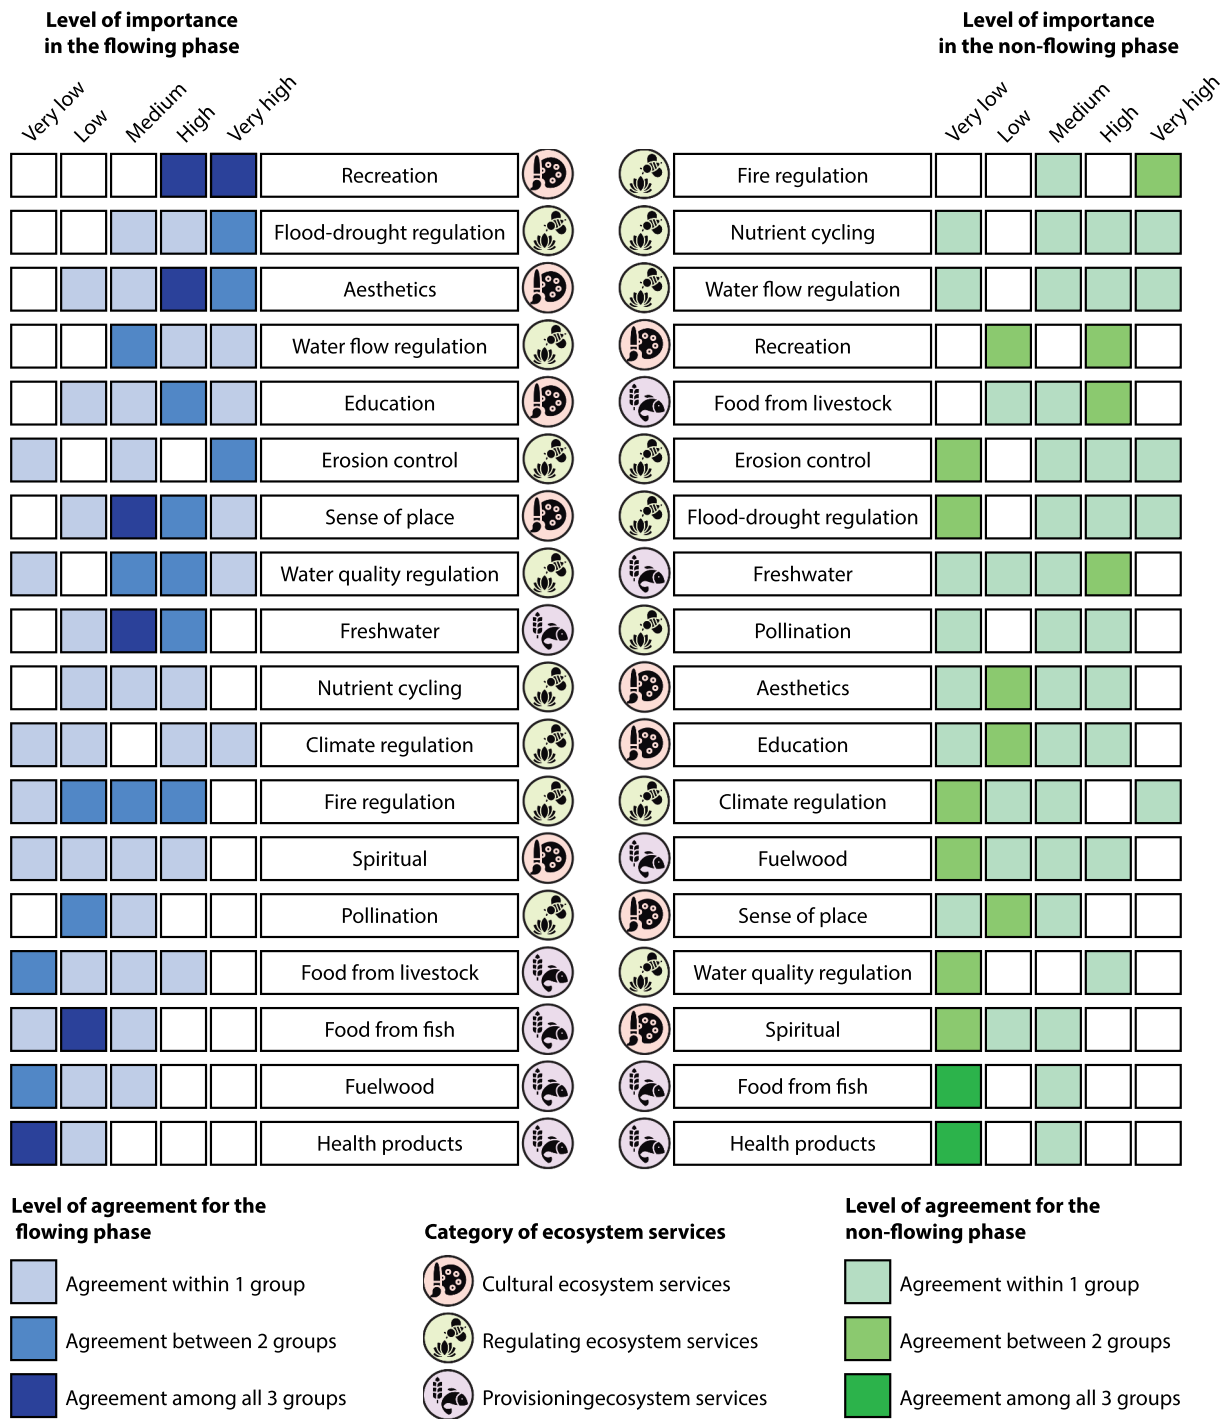 Level of importance
in the flowing phase
Very low
Low
Medium
High
Very high
Recreation
Flood-drought regulation
Aesthetics
Water flow regulation
Education
Erosion control
Sense of place
Water quality regulation
Freshwater
Nutrient cycling
Climate regulation
Fire regulation
Spiritual
Pollination
Food from livestock
Food from fish
Fuelwood
Health products
Level of importance
in the non-flowing phase
Very low
Low
Medium
High
Very high
Fire regulation
Nutrient cycling
Water flow regulation
Recreation
Food from livestock
Erosion control
Flood-drought regulation
Freshwater
Pollination
Aesthetics
Education
Climate regulation
Fuelwood
Sense of place
Water quality regulation
Spiritual
Food from fish
Health products
Level of agreement for the
flowing phase
Agreement within 1 group
Agreement between 2 groups
Agreement among all 3 groups
Category of ecosystem services
Cultural ecosystem services
Regulating ecosystem services
Provisioningecosystem services
Level of agreement for the
non-flowing phase
Agreement within 1 group
Agreement between 2 groups
Agreement among all 3 groups